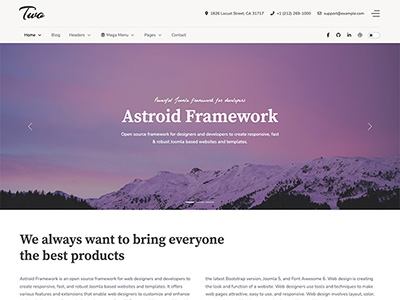 Two
1636 Locust Street, CA 31717 +1 (212) 269-1000 support@example.com
Home Blog Headers Mega Menu Pages Contact
Powerful Joomla framework for designers
Astroid Framework
Open source framework for designers and developers to create responsive, fast
& robust Joomla based websites and templates.
We always want to bring everyone
the best products
Astroid Framework is an open source framework for web designers and developers to
create responsive, fast, and robust Joomla based websites and templates. It offers
various features and extensions that enable web designers to customize and enhance
the latest Bootstrap version, Joomla 5, and Font Awesome 6. Web design is creating
the look and function of a website. Web designers use tools and techniques to make
web pages attractive, easy to use, and responsive. Web design involves layout, color,